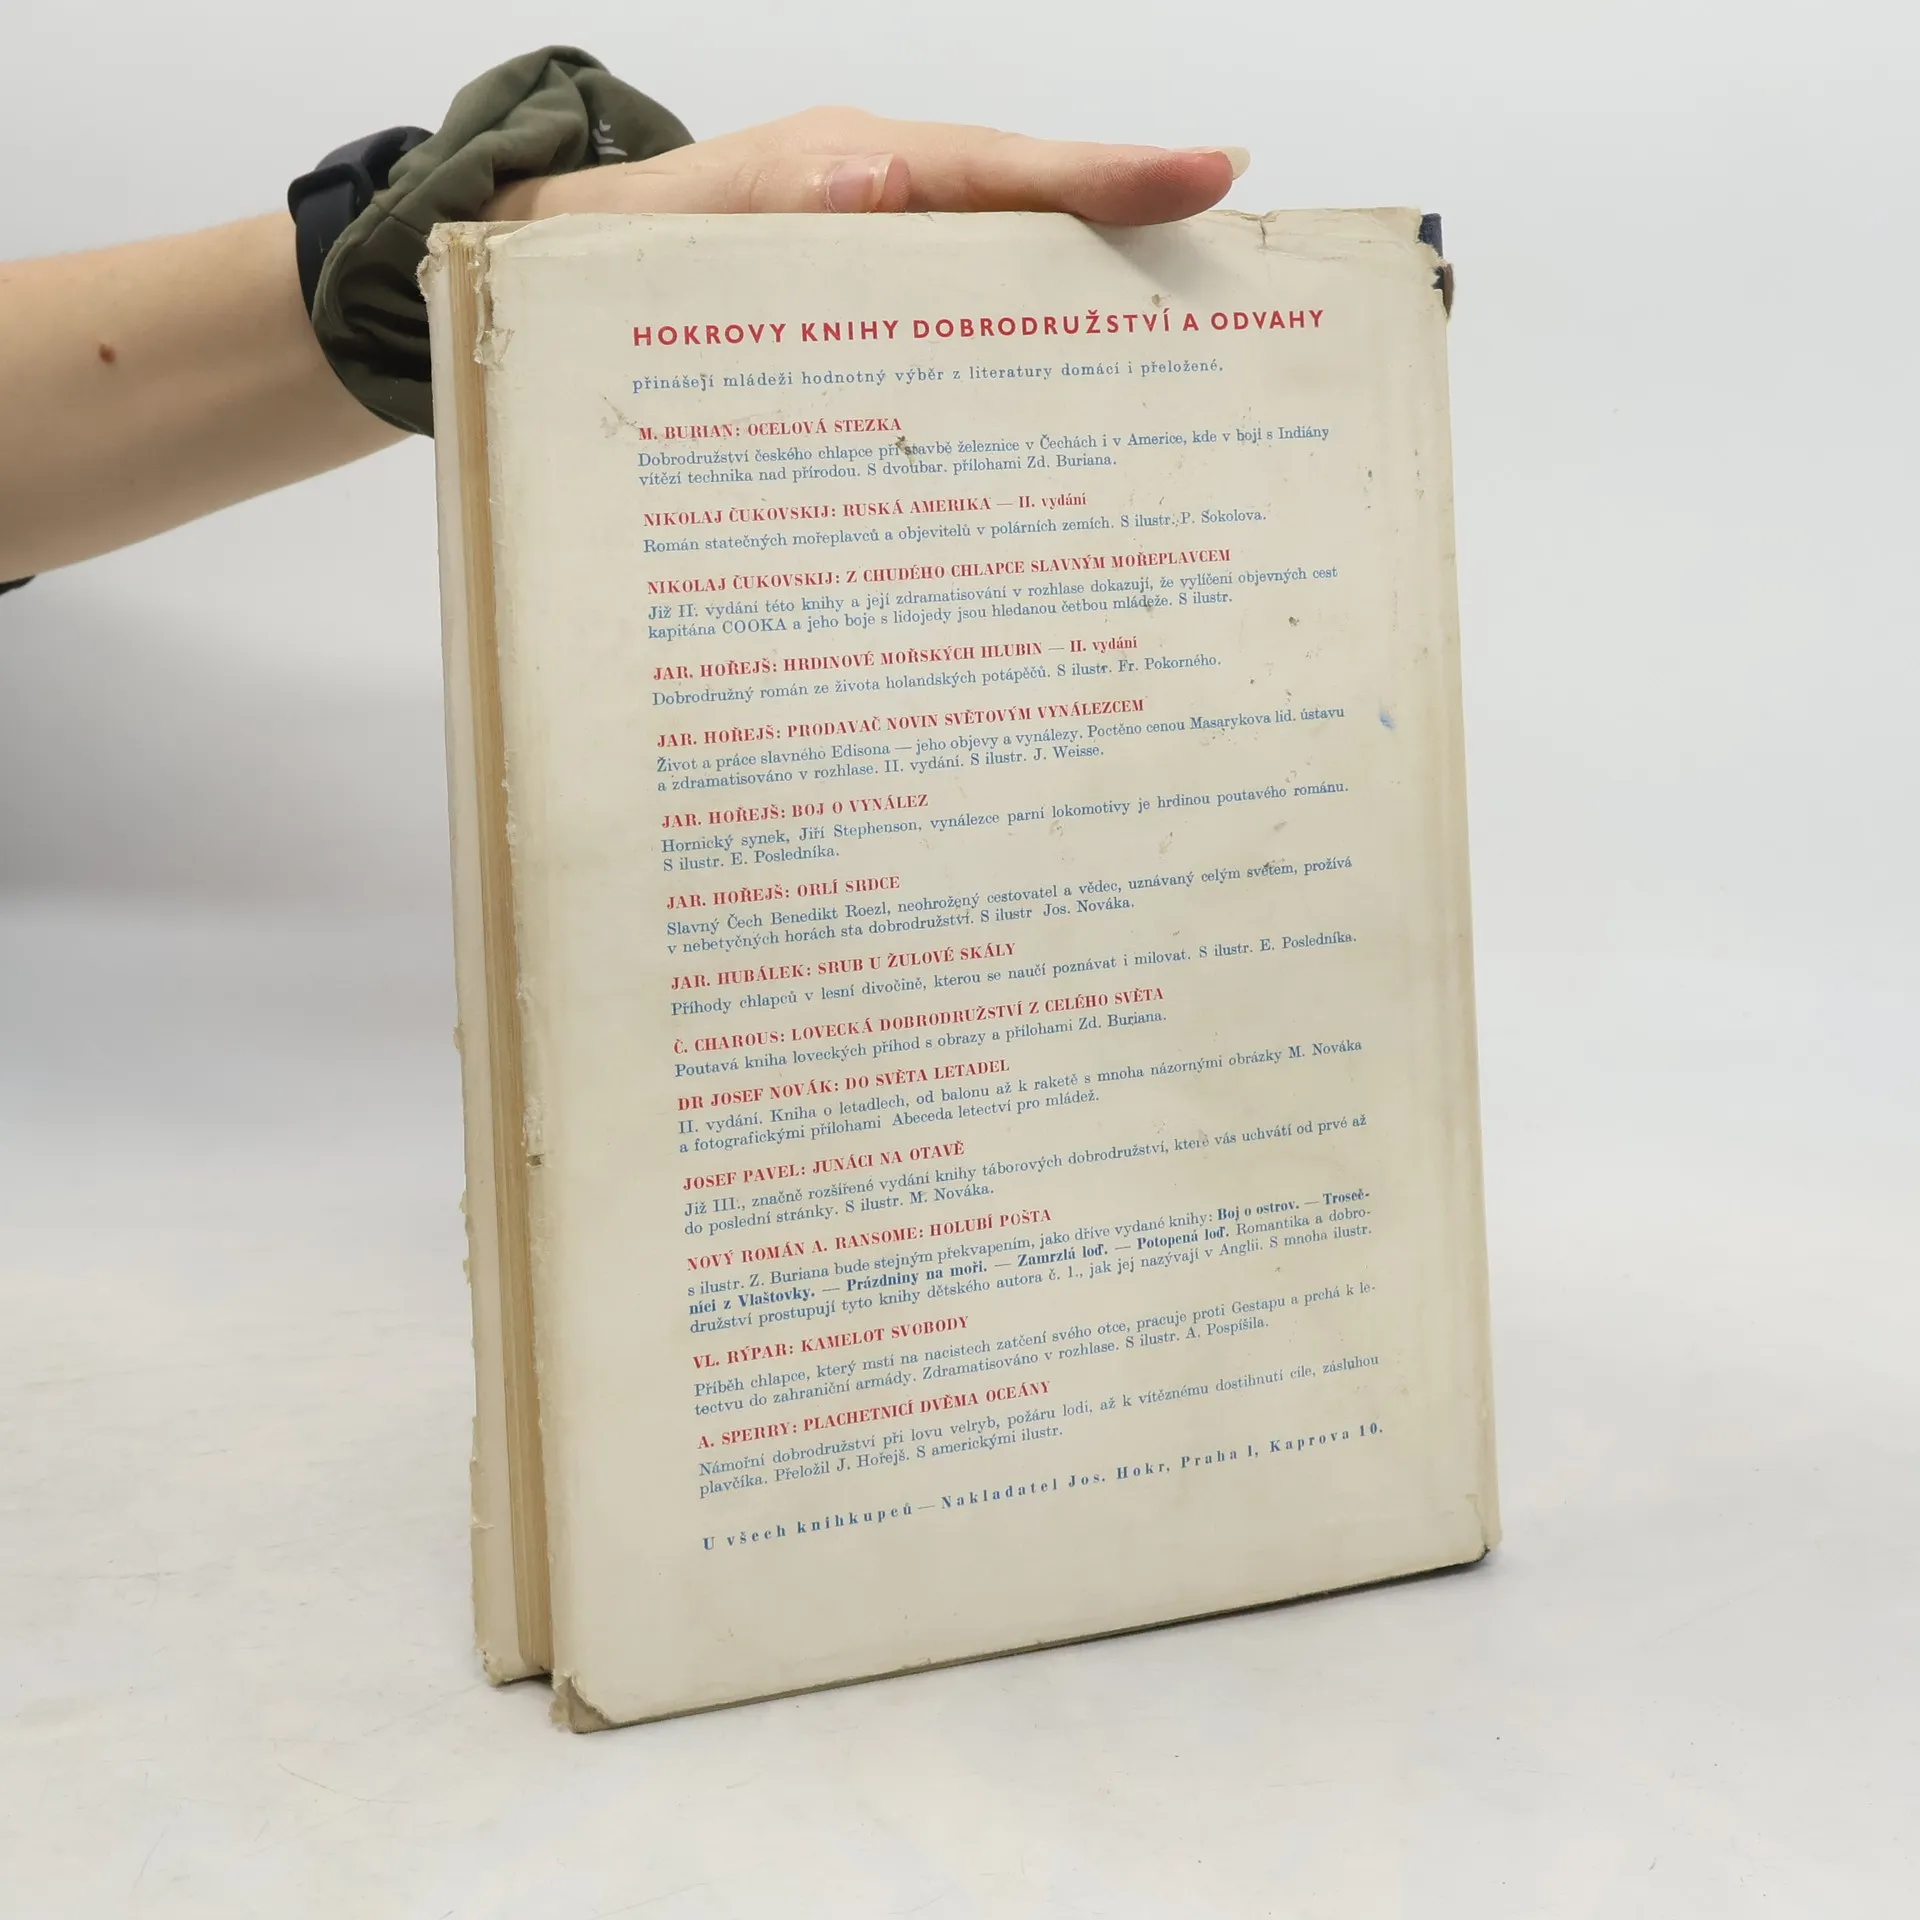 HOKROVY KNIHY DOBRODRUŽSTVÍ A ODVAHY
přinášejí mládeži hodnotný výběr z literatury domácí i přeložené.
M. BURIAN: OCELOVÁ STEZKA
Dobrodružství českého chlapce při stavbě železnice v Čechách i v Americe, kde v boji s Indiány
vítězí technika nad přírodou. S dvoubar. přílohami Zd. Buriana.
NIKOLAJ ČUKOVSKIJ: RUSKÁ AMERIKA — II. vydání
Román statečných mořeplavců a objevitelů v polárních zemích. S ilustr. P. Sokolova.
NIKOLAJ ČUKOVSKIJ: Z CHUDÉHO CHLAPCE SLAVNÝM MOŘEPLAVCEM
Již II. vydání této knihy a její zdramatisování v rozhlase dokazují, že vylíčení objevných cest
kapitána COOKA a jeho boje s lidojedy jsou hledanou četbou mládeže. S ilustr.
JAR. HOŘEJŠ: HRDINOVÉ MOŘSKÝCH HLUBIN — II. vydání
Dobrodružný román ze života holandských potápěčů. S ilustr. Fr. Pokorného.
JAR. HOŘEJŠ: PRODAVAČ NOVIN SVĚTOVÝM VYNÁLEZCEM
Život a práce slavného Edisona — jeho objevy a vynálezy. Poctěno cenou Masarykova lid. ústavu
a zdramatisováno v rozhlase. II. vydání. S ilustr. J. Weisse.
JAR. HOŘEJŠ: BOJ O VYNÁLEZ
Hornický synek, Jiří Stephenson, vynálezce parní lokomotivy je hrdinou poutavého románu.
S ilustr. E. Posledníka.
JAR. HOŘEJŠ: ORLÍ SRDCE
Slavný Čech Benedikt Roezl, neohrožený cestovatel a vědec, uznávaný celým světem, prožívá
v nebetyčných horách sta dobrodružství. S ilustr Jos. Nováka.
JAR. HUBÁLEK: SRUB U ŽULOVÉ SKÁLY
Příhody chlapců v lesní divočině, kterou se naučí poznávat i milovat. S ilustr. E. Posledníka.
Č. CHAROUS: LOVECKÁ DOBRODRUŽSTVÍ Z CELÉHO SVĚTA
Poutavá kniha loveckých příhod s obrazy a přílohami Zd. Buriana.
DR JOSEF NOVÁK: DO SVĚTA LETADEL
II. vydání. Kniha o letadlech, od balonu až k raketě s mnoha názornými obrázky M. Nováka
a fotografickými přílohami Abeceda letectví pro mládež.
JOSEF PAVEL: JUNÁCI NA OTAVĚ
Již III., značně rozšířené vydání knihy táborových dobrodružství, které vás uchvátí od prvé až
do poslední stránky. S ilustr. M. Nováka.
NOVÝ ROMÁN A. RANSOME: HOLUBÍ POŠTA
s ilustr. Z. Buriana bude stejným překvapením, jako dříve vydané knihy: Boj o ostrov. — Troseč-
níci z Vlaštovky. — Prázdniny na moři. — Zamrzlá loď. — Potopená loď. Romantika a dobro-
družství prostupují tyto knihy dětského autora č. 1., jak jej nazývají v Anglii. S mnoha ilustr.
VL. RÝPAR: KAMELOT SVOBODY
Příběh chlapce, který mstí na nacistech zatčení svého otce, pracuje proti Gestapu a prchá k le-
tectvu do zahraniční armády. Zdramatisováno v rozhlase. S ilustr. A. Pospíšila.
A. SPERRY: PLACHETNICÍ DVĚMA OCEÁNY
Námořní dobrodružství při lovu velryb, požáru lodi, až k vítěznému dostihnutí cíle, zásluhou
plavčíka. Přeložil J. Hořejš. S americkými ilustr.
U všech knihkupců — Nakladatel Jos. Hokr, Praha I, Kaprova 10.